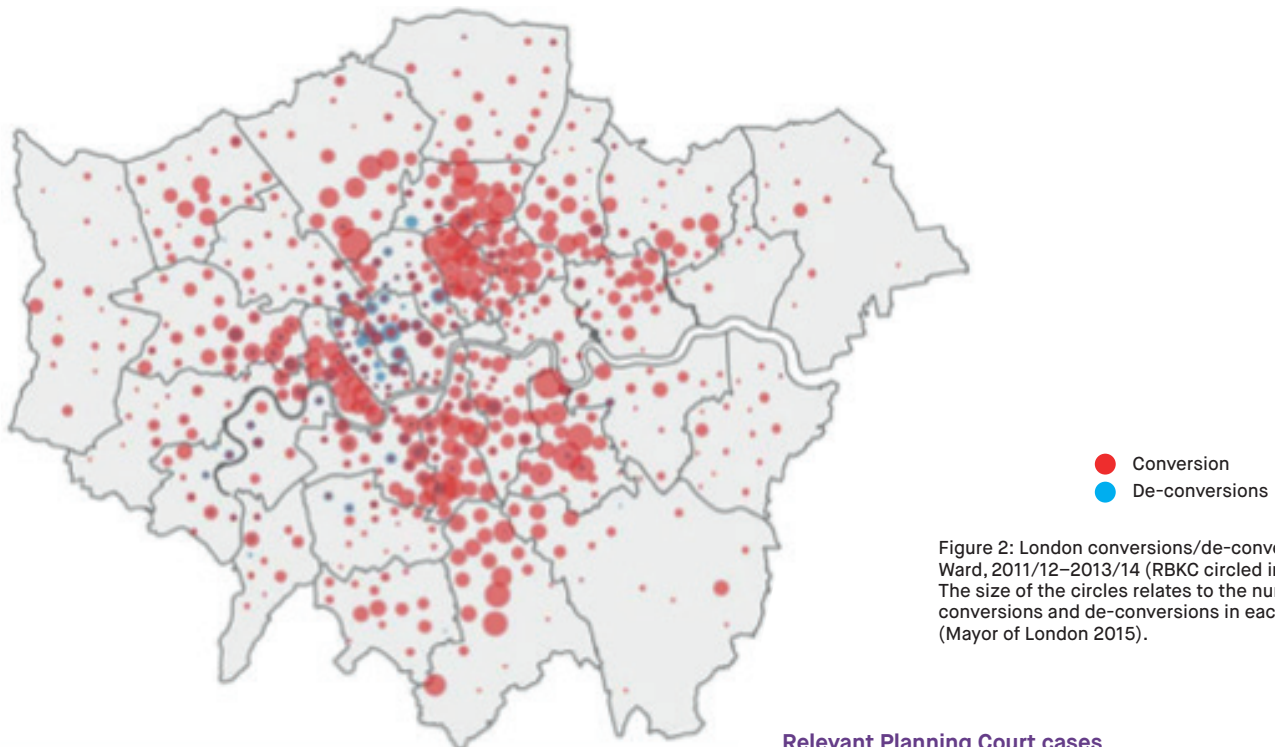 Conversion
De-conversions
Figure 2: London conversions/de-conve
Ward, 2011/12–2013/14 (RBKC circled in
The size of the circles relates to the nu
conversions and de-conversions in eac
(Mayor of London 2015).
Relevant Planning Court cases